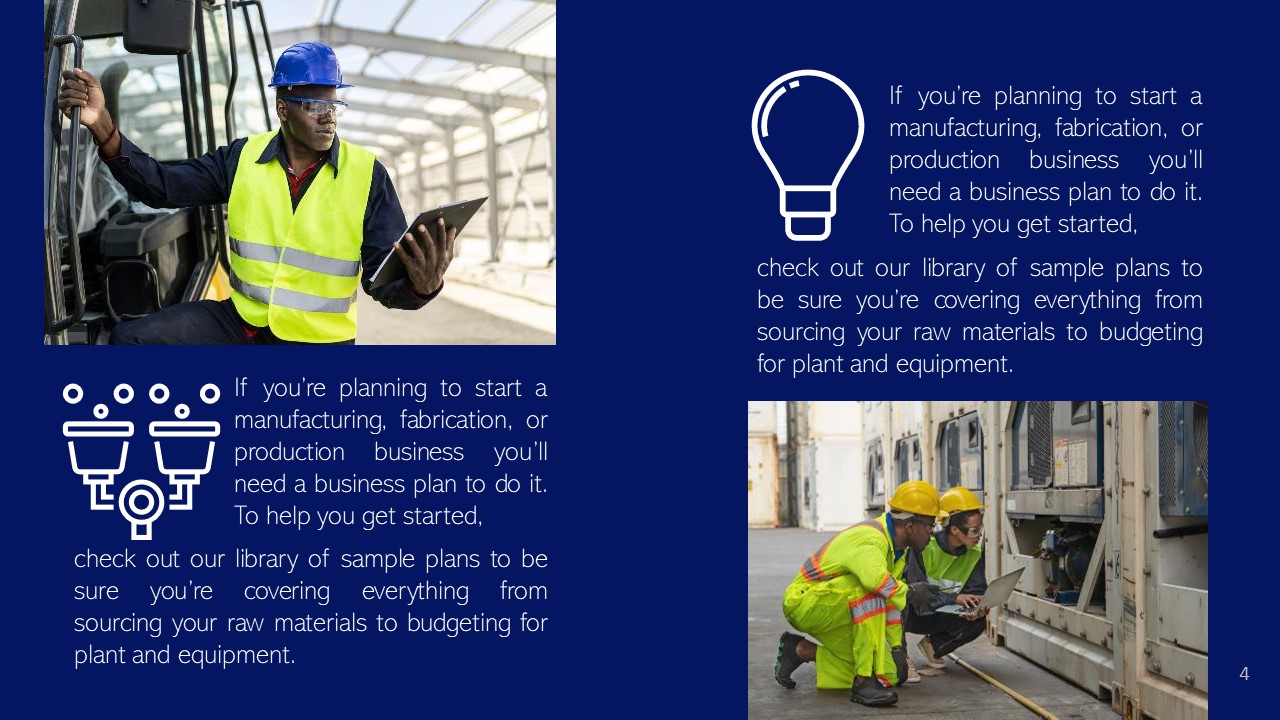 If you're planning to start a
manufacturing, fabrication, or
production business you'll
need a business plan to do it.
To help you get started,
check out our library of sample plans to be
sure you're covering everything from
sourcing your raw materials to budgeting for
plant and equipment.
If you're planning to start a
manufacturing, fabrication, or
production business you'll
need a business plan to do it.
To help you get started,
check out our library of sample plans to
be sure you're covering everything from
sourcing your raw materials to budgeting
for plant and equipment.
4